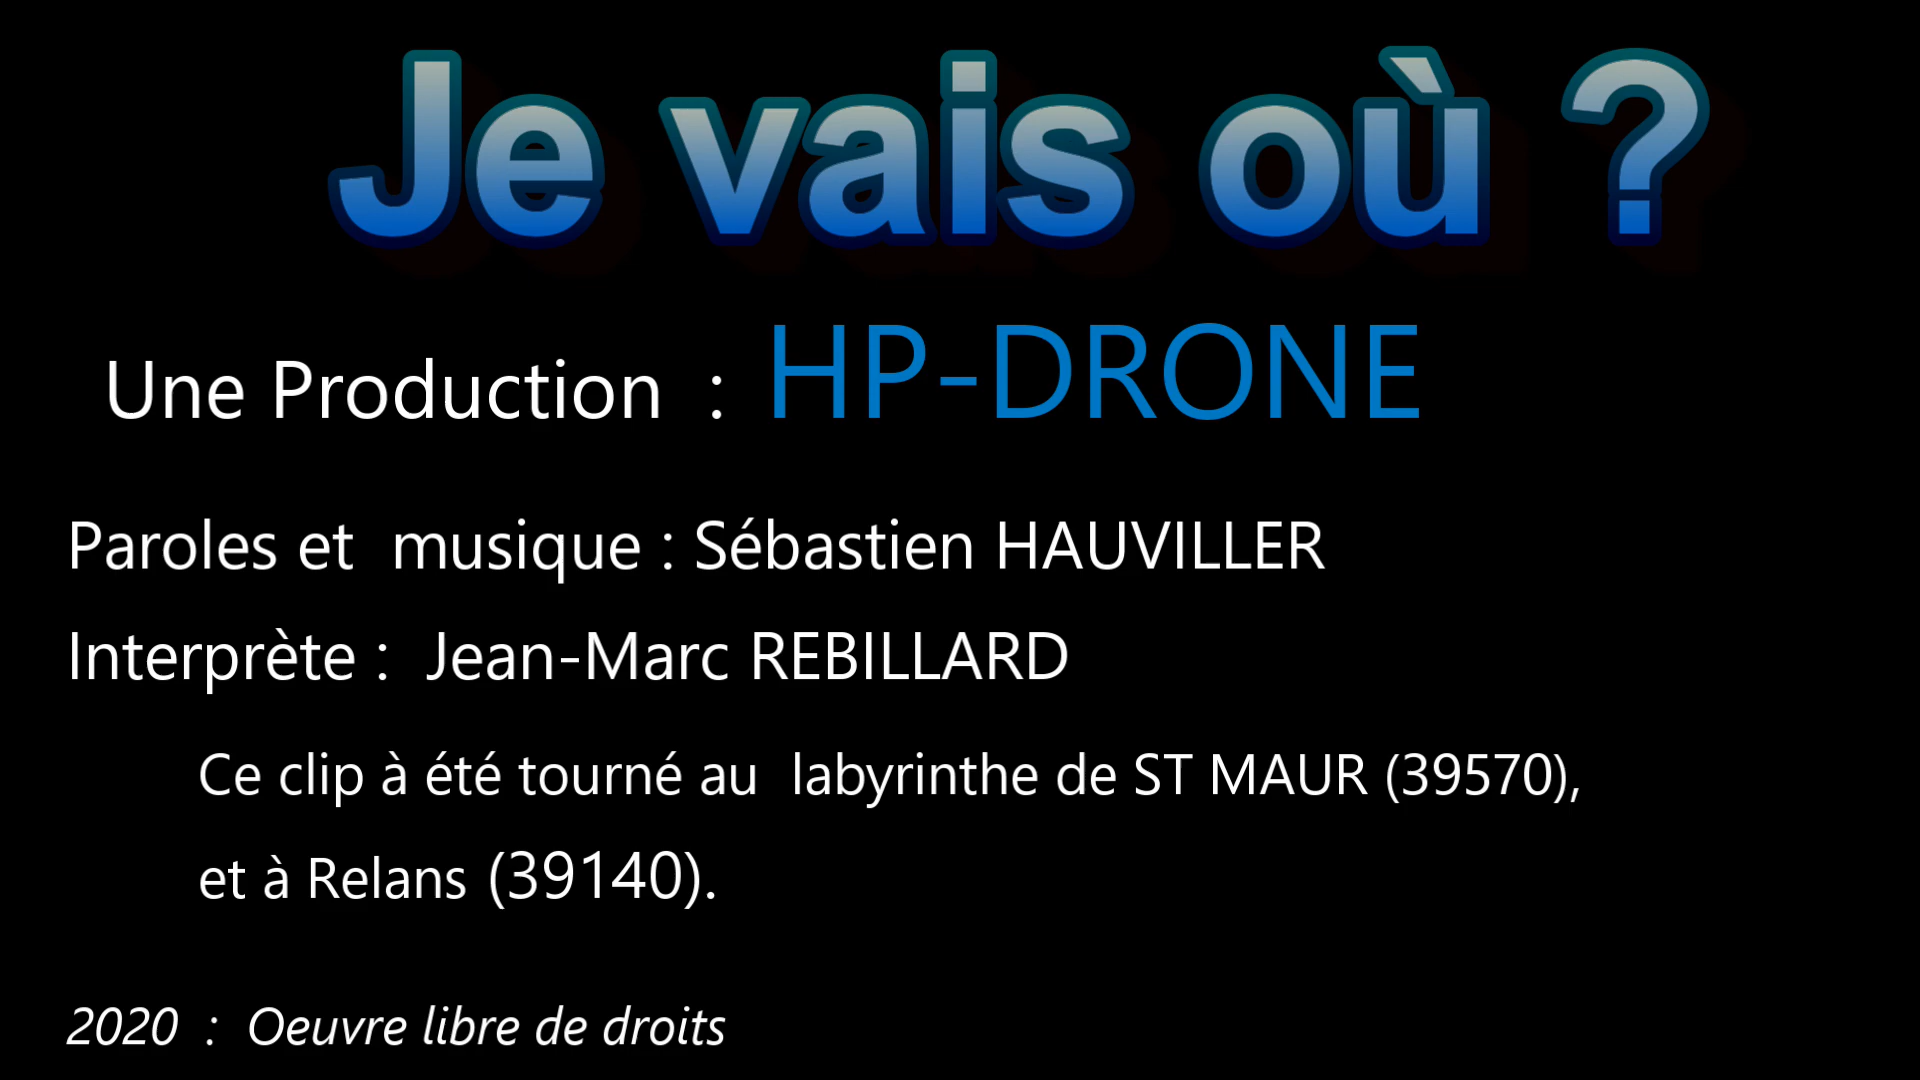 Je vais où ?
Une Production : HP-DRONE
Paroles et musique : Sébastien HAUVILLER
Interprète : Jean-Marc REBILLARD
Ce clip à été tourné au labyrinthe de ST MAUR (39570),
et à Relans (39140).
2020 : Oeuvre libre de droits